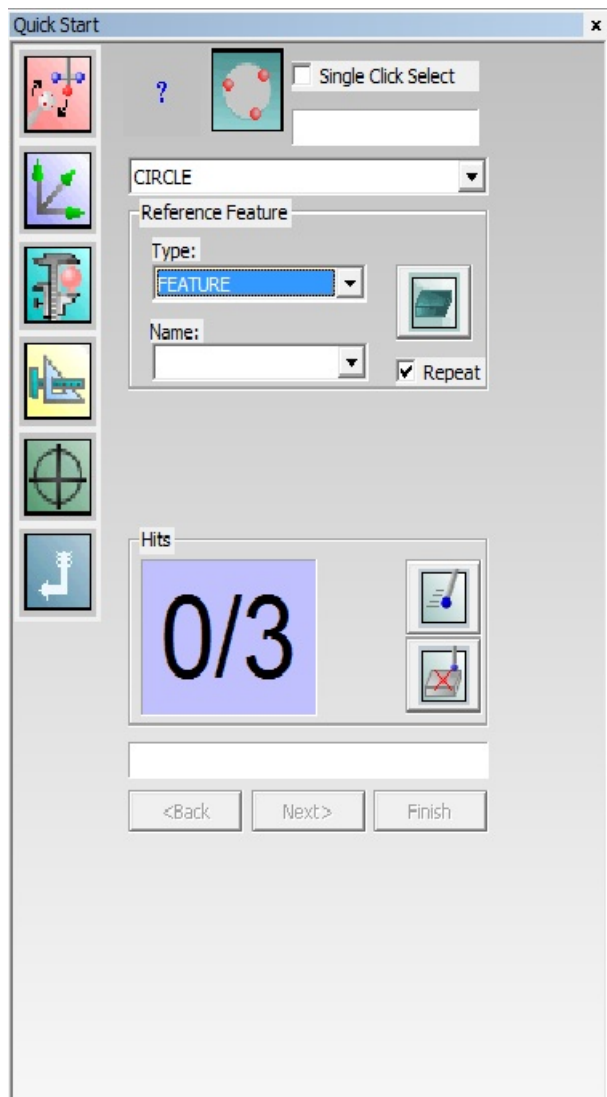 Quick Start
x
?
Single Click Select
CIRCLE
Reference Feature
Type:
FEATURE
Name:
Repeat
Hits
0/3
<Back
Next>
Finish